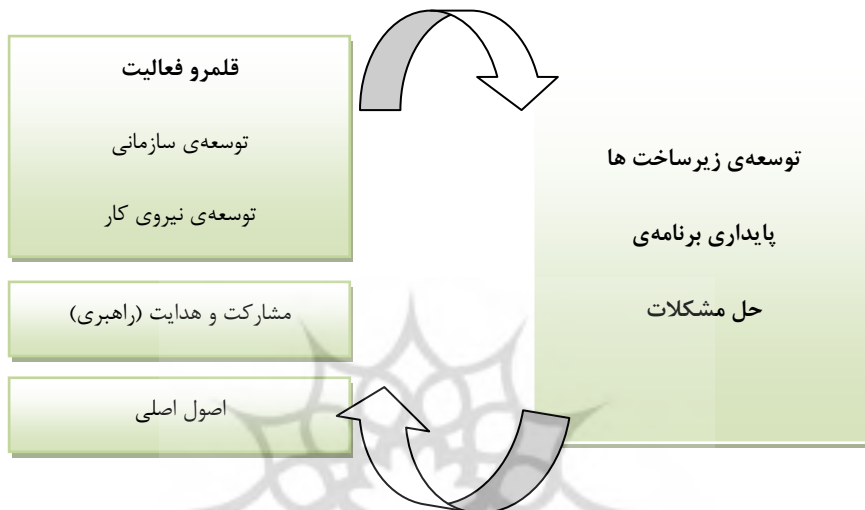 قلمرو فعالیت
توسعه‌ی سازمانی
توسعه‌ی نیروی کار
مشارکت و هدایت (راهبری)
اصول اصلی
توسعه‌ی زیرساخت ها
پایداری برنامه‌ی
حل مشکلات